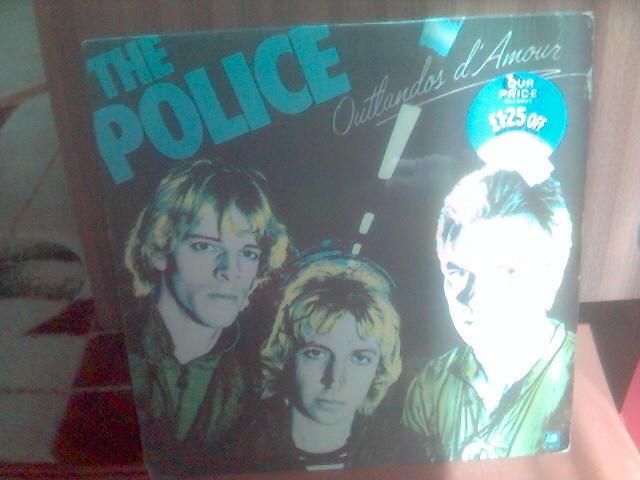 THE
POLICE
Outlandos d'Amour
OUR
PRICE
£1·25 OFF
A&M